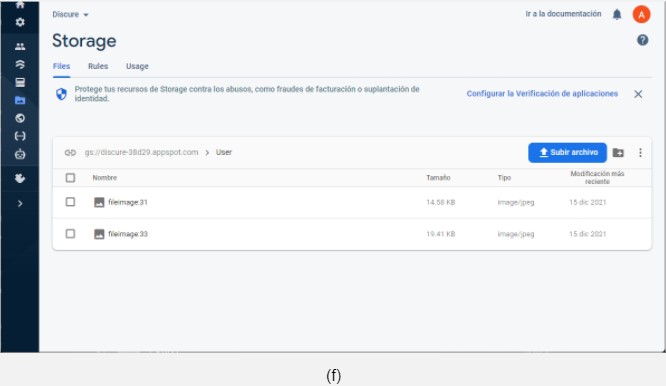 Discure
Ir a la documentación
A
Storage
Files Rules Usage
Protege tus recursos de Storage contra los abusos, como fraudes de facturación o suplantación de
identidad.
Configurar la Verificación de aplicaciones
gs://discure-38d29.appspot.com > User
Subir archivo
Nombre Tamaño Tipo Modificación más
reciente
fileimage:31 14.58 KB image/jpeg 15 dic 2021
fileimage:33 19.41 KB image/jpeg 15 dic 2021
(f)